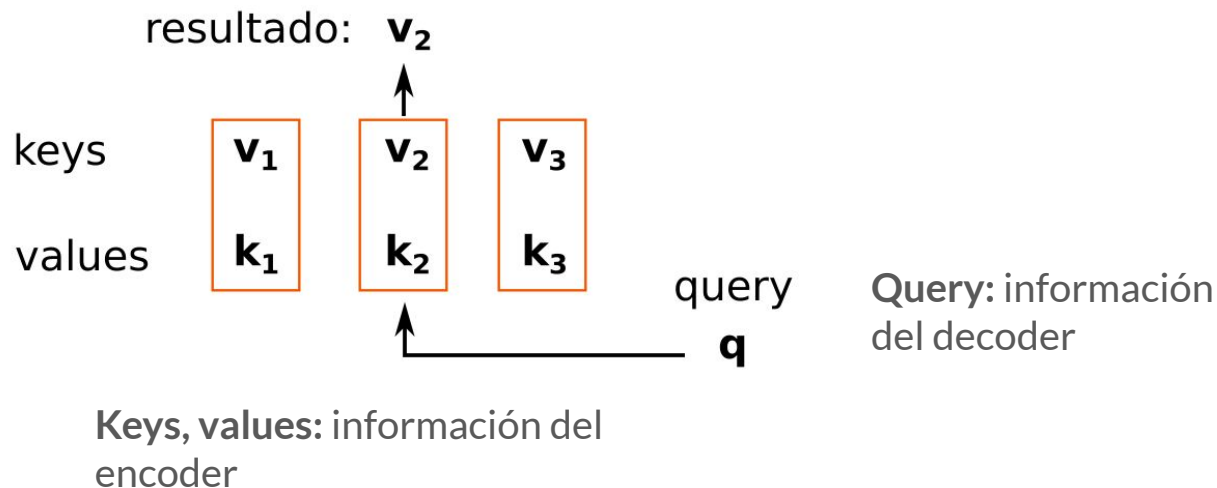 resultado: v₂
keys v₁ v₂ v₃
values k₁ k₂ k₃
query
q
Query: información
del decoder
Keys, values: información del
encoder